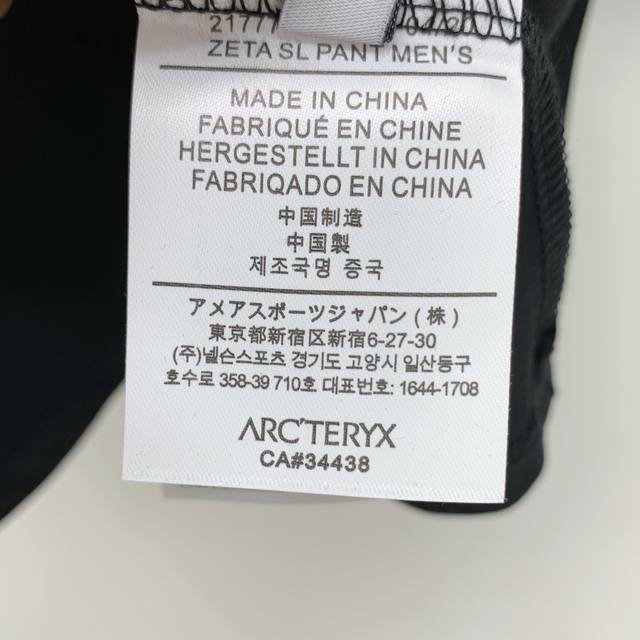 ZETA SL PANT MEN'S
MADE IN CHINA
FABRIQUÉ EN CHINE
HERGESTELLT IN CHINA
FABRIQADO EN CHINA
中国制造
中国製
제조국명 중국
アメアスポーツジャパン(株)
東京都新宿区新宿6-27-30
(주)넬슨스포츠 경기도 고양시 일산동구
호수로 358-39 710호 대표번호: 1644-1708
ARC'TERYX
CA#34438